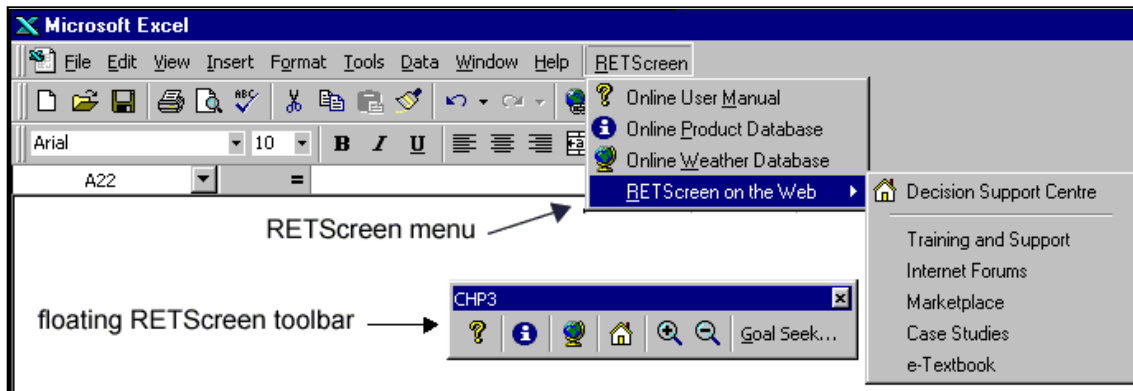 Microsoft Excel
File Edit View Insert Format Tools Data Window Help RETScreen
ABC
Online User Manual
Online Product Database
Arial 10 B I U
Online Weather Database
A22 =
RETScreen on the Web
Decision Support Centre
RETScreen menu
Training and Support
Internet Forums
CHP3
Marketplace
floating RETScreen toolbar
Goal Seek...
Case Studies
e-Textbook